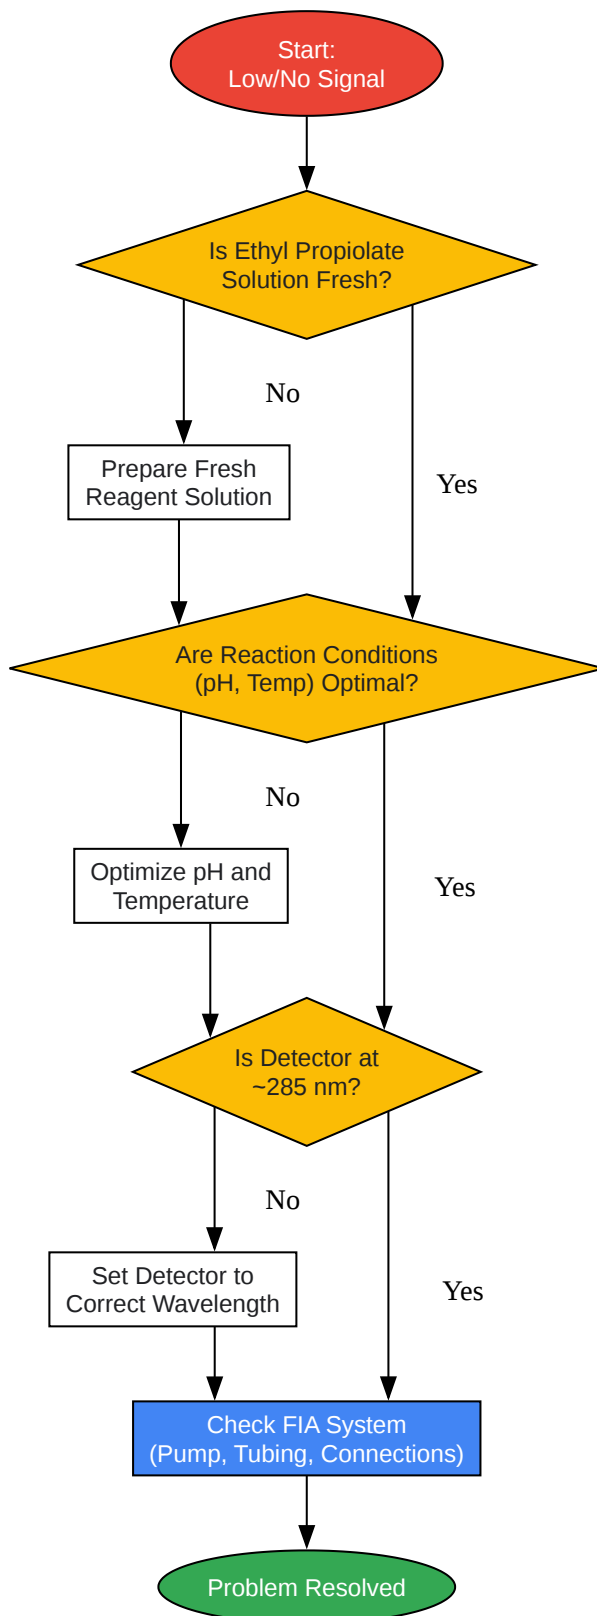 Start:
Low/No Signal
Is Ethyl Propiolate
Solution Fresh?
No
Prepare Fresh
Reagent Solution
Yes
Are Reaction Conditions
(pH, Temp) Optimal?
No
Optimize pH and
Temperature
Yes
Is Detector at
~285 nm?
No
Set Detector to
Correct Wavelength
Yes
Check FIA System
(Pump, Tubing, Connections)
Problem Resolved